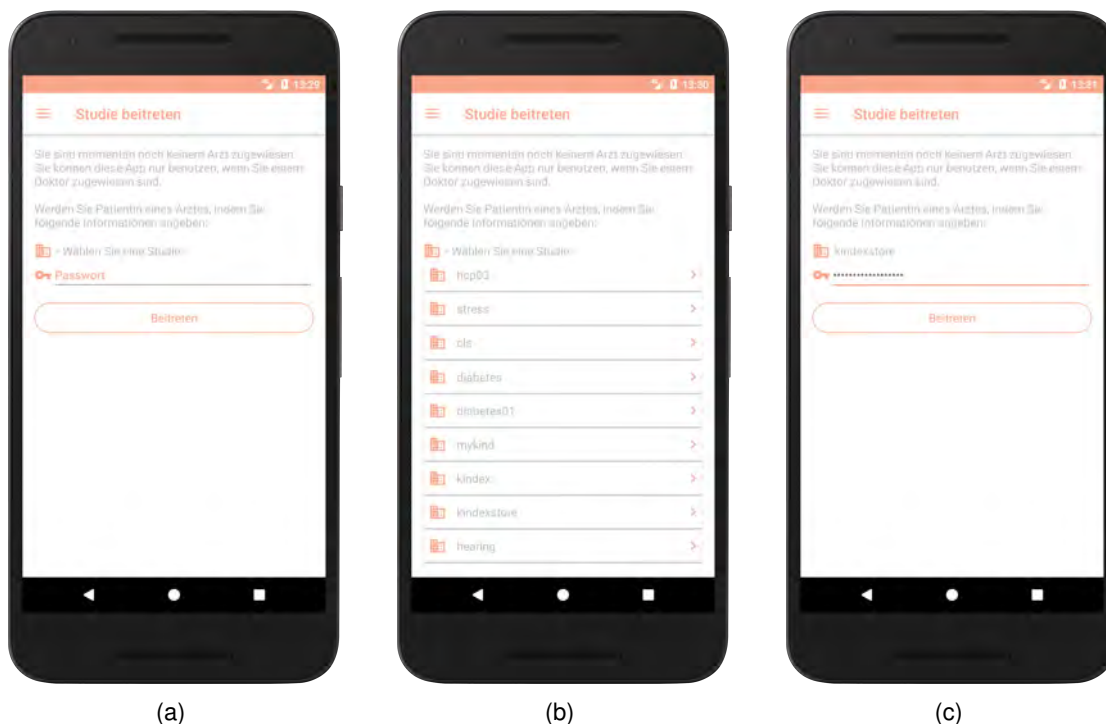 13:29
Studie beitreten
Sie sind momentan noch keinem Arzt zugewiesen.
Sie können diese App nur benutzen, wenn Sie einem
Doktor zugewiesen sind.
Werden Sie Patientin eines Arztes, indem Sie
folgende Informationen angeben:
- Wählen Sie eine Studie -
Passwort
Beitreten
(a)
13:30
Studie beitreten
Sie sind momentan noch keinem Arzt zugewiesen.
Sie können diese App nur benutzen, wenn Sie einem
Doktor zugewiesen sind.
Werden Sie Patientin eines Arztes, indem Sie
folgende Informationen angeben:
- Wählen Sie eine Studie -
hcp03
stress
diabetes
mykind
kindex
kindexstore
hearing
(b)
13:31
Studie beitreten
Sie sind momentan noch keinem Arzt zugewiesen.
Sie können diese App nur benutzen, wenn Sie einem
Doktor zugewiesen sind.
Werden Sie Patientin eines Arztes, indem Sie
folgende Informationen angeben:
kindexstore
Beitreten
(c)